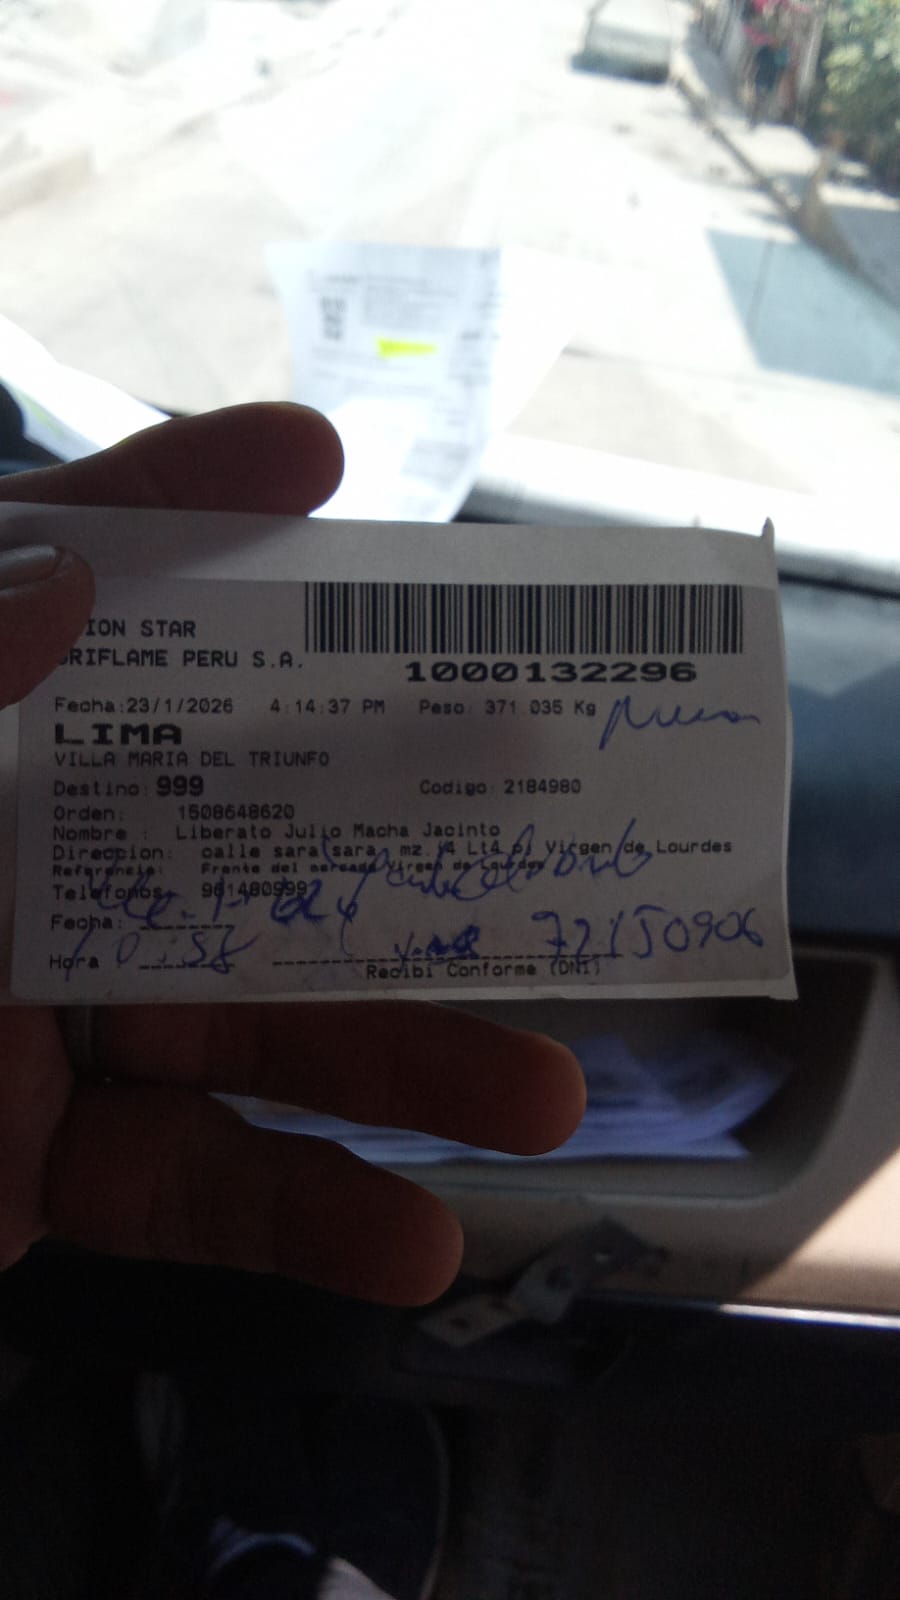 ION STAR
ORIFLAME PERU S.A.
1000132296
Fecha:23/1/2026 4:14:37 PM Peso: 371.035 Kg
LIMA
VILLA MARIA DEL TRIUNFO
Destino: 999 Codigo: 2184980
Orden: 1508648620
Nombre : Liberato Julio Macha Jacinto
Direccion: calle sara sara mz. 4 Lt4 pj Virgen de Lourdes
Referencia: Frente del mercado Virgen de Lourdes
Telefonos: 961480999
Fecha:
72150906
Hora 10:58
Recibi Conforme (DNI)